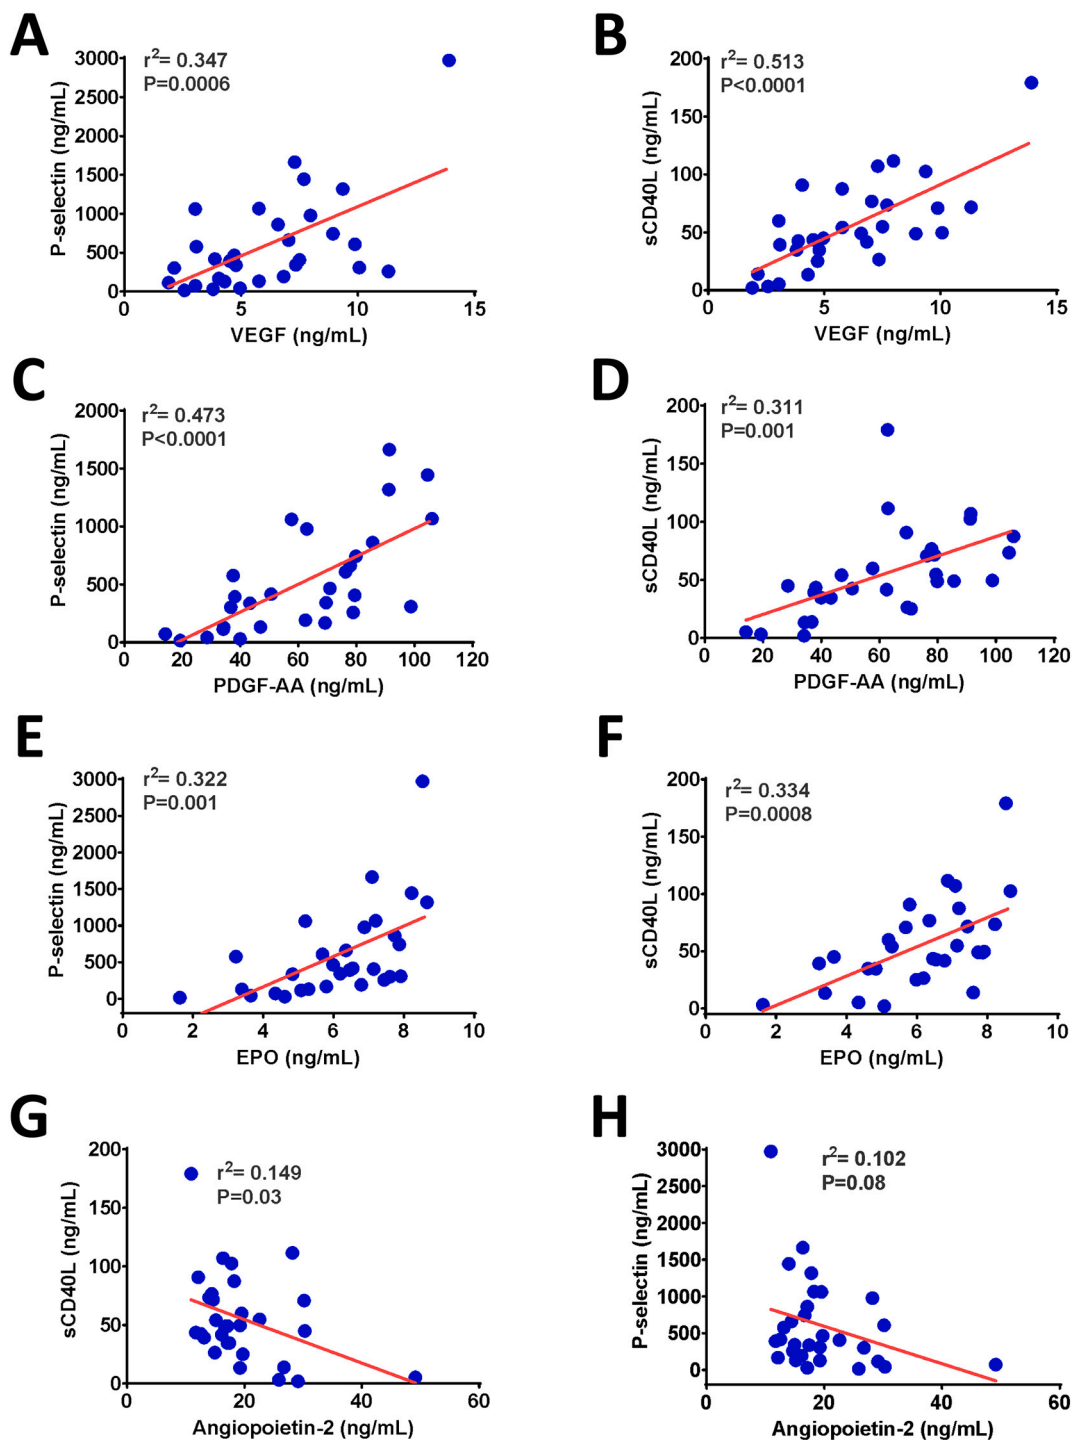 A
P-selectin (ng/mL)
3000
2500
2000
1500
1000
500
0
r²= 0.347
P=0.0006
0 5 10 15
VEGF (ng/mL)
B
sCD40L (ng/mL)
200
150
100
50
0
r²= 0.513
P<0.0001
0 5 10 15
VEGF (ng/mL)
C
P-selectin (ng/mL)
2000
1500
1000
500
0
r²= 0.473
P<0.0001
0 20 40 60 80 100 120
PDGF-AA (ng/mL)
D
sCD40L (ng/mL)
200
150
100
50
0
r²= 0.311
P=0.001
0 20 40 60 80 100 120
PDGF-AA (ng/mL)
E
P-selectin (ng/mL)
3000
2500
2000
1500
1000
500
0
r²= 0.322
P=0.001
0 2 4 6 8 10
EPO (ng/mL)
F
sCD40L (ng/mL)
200
150
100
50
0
r²= 0.334
P=0.0008
0 2 4 6 8 10
EPO (ng/mL)
G
sCD40L (ng/mL)
200
150
100
50
0
r²= 0.149
P=0.03
0 20 40 60
Angiopoietin-2 (ng/mL)
H
P-selectin (ng/mL)
3000
2500
2000
1500
1000
500
0
r²= 0.102
P=0.08
0 20 40 60
Angiopoietin-2 (ng/mL)